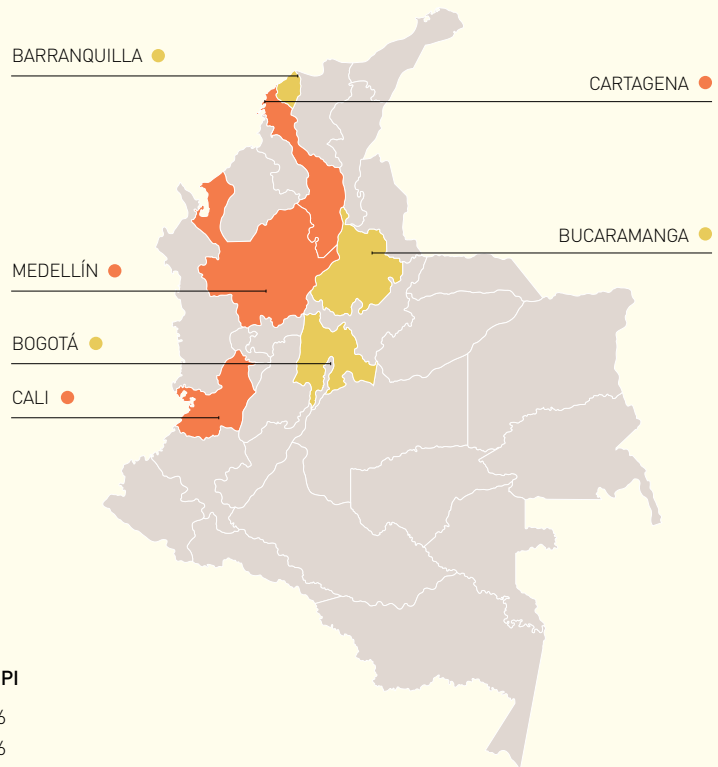 BARRANQUILLA
CARTAGENA
BUCARAMANGA
MEDELLÍN
BOGOTÁ
CALI
PI
%
%